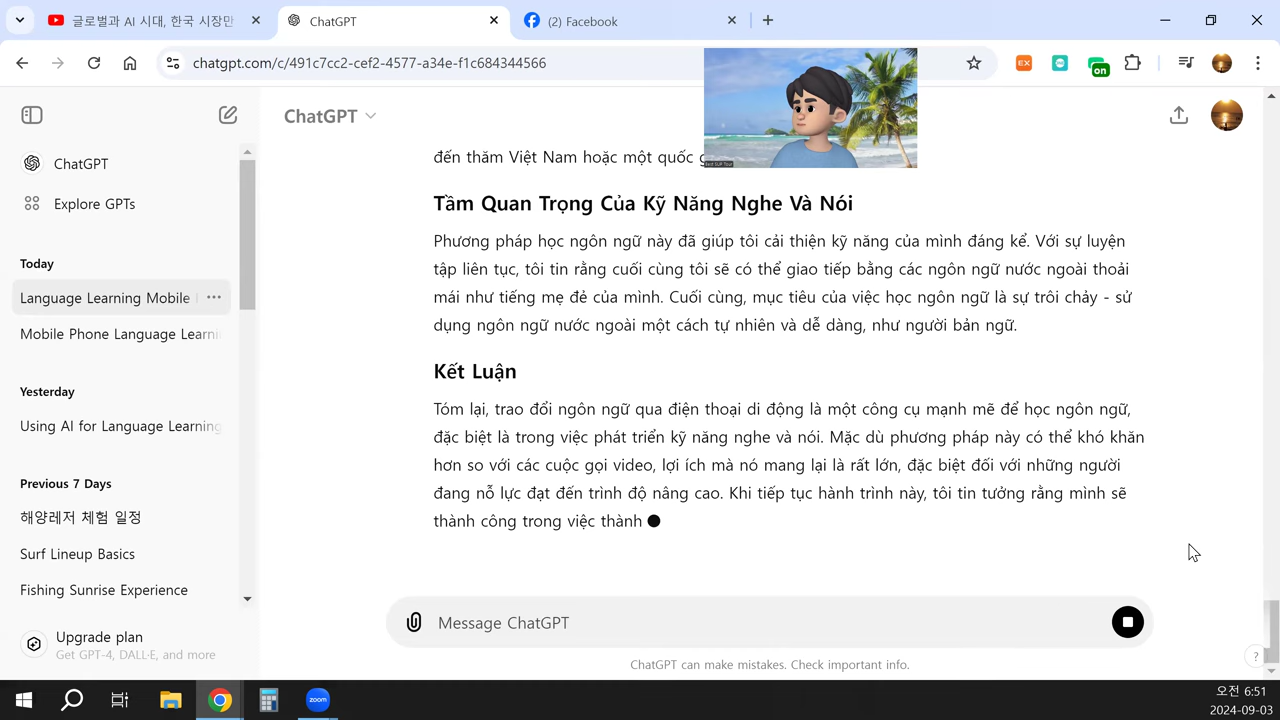 글로벌과 AI 시대, 한국 시장만
ChatGPT
(2) Facebook
chatgpt.com/c/491c7cc2-cef2-4577-a34e-f1c684344566
EX
on
ChatGPT
ChatGPT
Explore GPTs
Today
Language Learning Mobile
Mobile Phone Language Learni
Yesterday
Using AI for Language Learning
Previous 7 Days
해양레저 체험 일정
Surf Lineup Basics
Fishing Sunrise Experience
Upgrade plan
Get GPT-4, DALL·E, and more
đến thăm Việt Nam hoặc một quốc g
Tầm Quan Trọng Của Kỹ Năng Nghe Và Nói
Phương pháp học ngôn ngữ này đã giúp tôi cải thiện kỹ năng của mình đáng kể. Với sự luyện
tập liên tục, tôi tin rằng cuối cùng tôi sẽ có thể giao tiếp bằng các ngôn ngữ nước ngoài thoải
mái như tiếng mẹ đẻ của mình. Cuối cùng, mục tiêu của việc học ngôn ngữ là sự trôi chảy - sử
dụng ngôn ngữ nước ngoài một cách tự nhiên và dễ dàng, như người bản ngữ.
Kết Luận
Tóm lại, trao đổi ngôn ngữ qua điện thoại di động là một công cụ mạnh mẽ để học ngôn ngữ,
đặc biệt là trong việc phát triển kỹ năng nghe và nói. Mặc dù phương pháp này có thể khó khăn
hơn so với các cuộc gọi video, lợi ích mà nó mang lại là rất lớn, đặc biệt đối với những người
đang nỗ lực đạt đến trình độ nâng cao. Khi tiếp tục hành trình này, tôi tin tưởng rằng mình sẽ
thành công trong việc thành
Message ChatGPT
ChatGPT can make mistakes. Check important info.
?
zoom
오전 6:51
2024-09-03